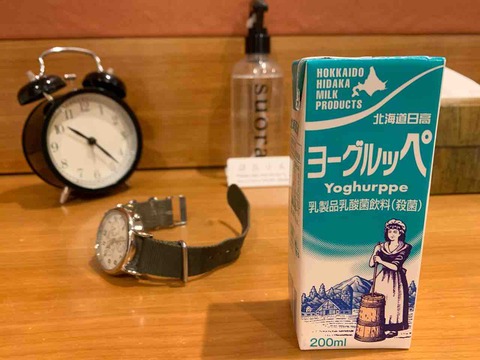 HOKKAIDO
HIDAKA
MILK
PRODUCTS
北海道日高
ヨーグルッペ
Yoghurppe
乳製品乳酸菌飲料(殺菌)
200ml
suora